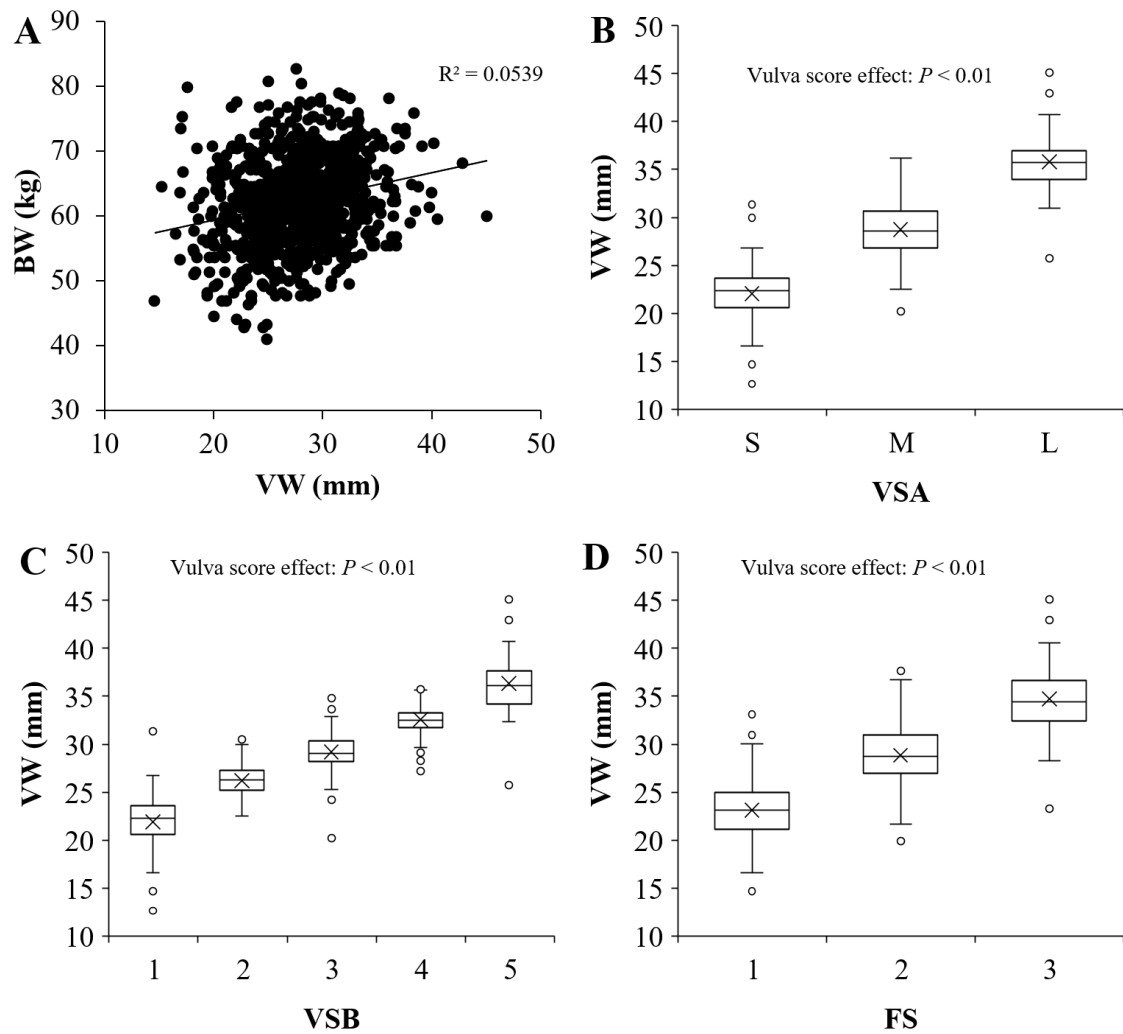 A
R² = 0.0539
90
80
70
60
50
40
30
BW (kg)
10 20 30 40 50
VW (mm)
B
Vulva score effect: P < 0.01
50
45
40
35
30
25
20
15
10
VW (mm)
S M L
VSA
C
Vulva score effect: P < 0.01
50
45
40
35
30
25
20
15
10
VW (mm)
1 2 3 4 5
VSB
D
Vulva score effect: P < 0.01
50
45
40
35
30
25
20
15
10
VW (mm)
1 2 3
FS